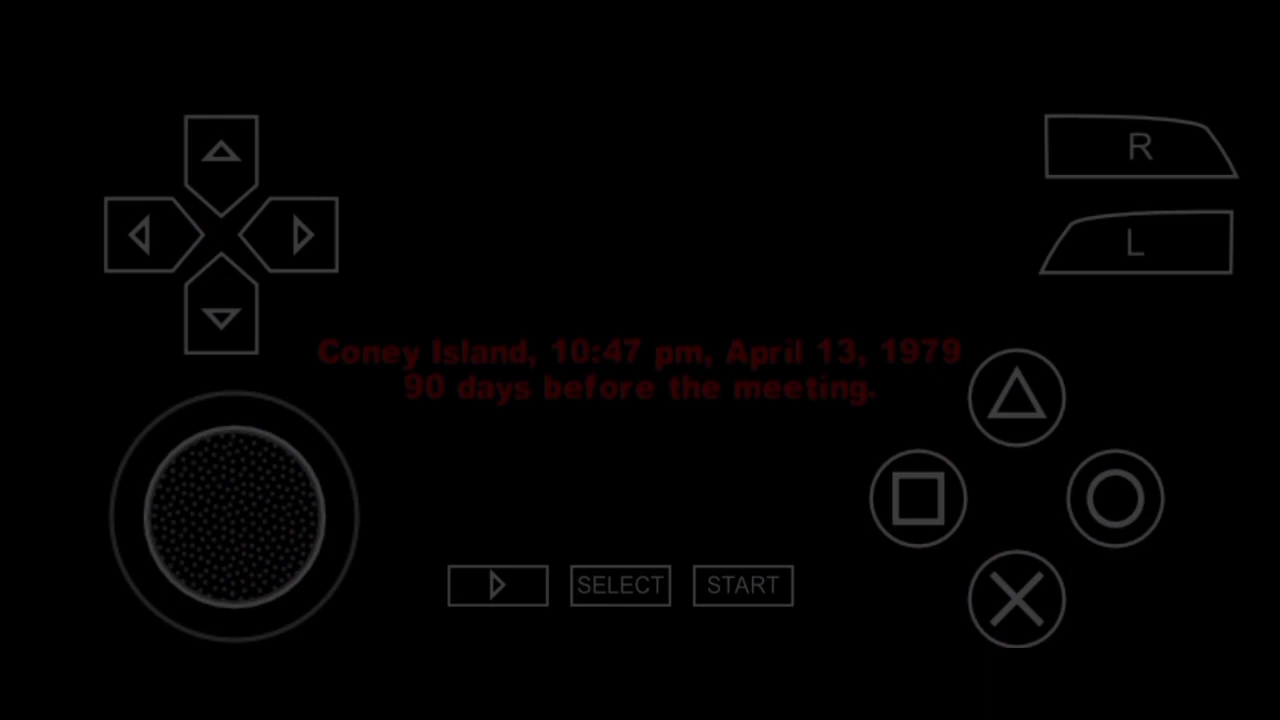 R
L
Coney Island, 10:47 pm, April 13, 1979
90 days before the meeting.
SELECT START